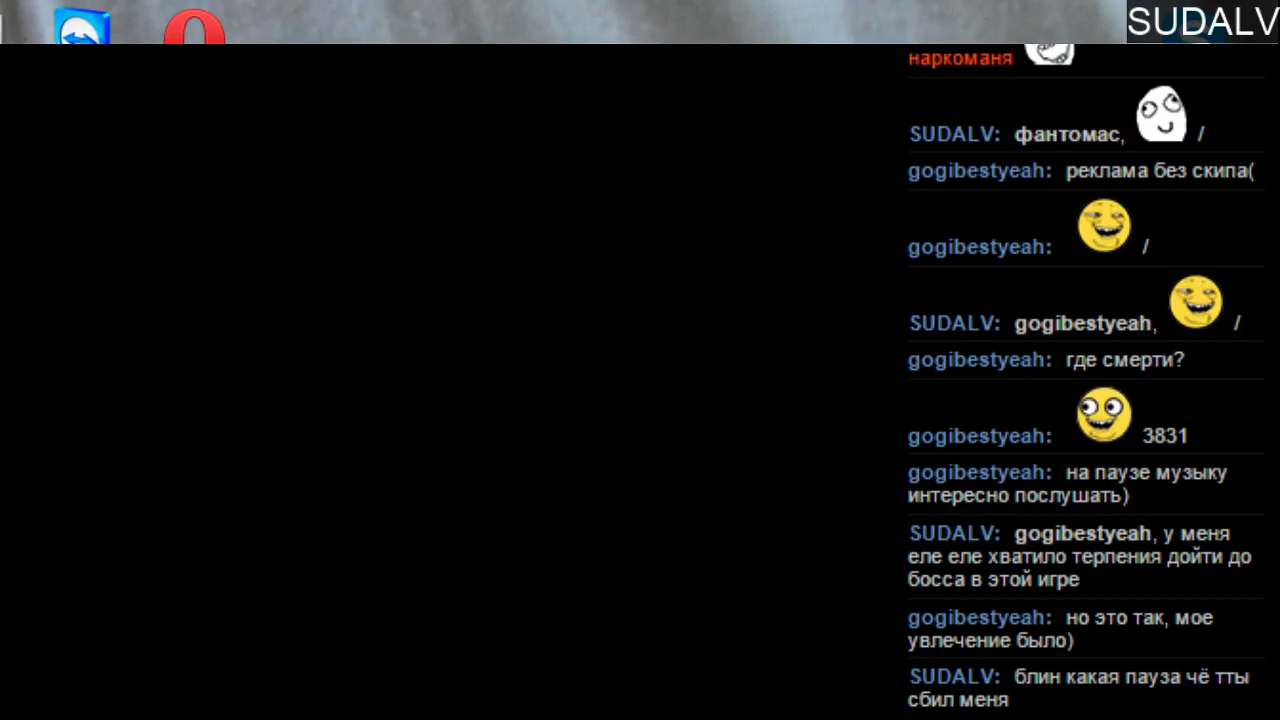 SUDALV
наркоманя
SUDALV: фантомас, /
gogibestyeah: реклама без скипа(
gogibestyeah: /
SUDALV: gogibestyeah, /
gogibestyeah: где смерти?
gogibestyeah: 3831
gogibestyeah: на паузе музыку
интересно послушать)
SUDALV: gogibestyeah, у меня
еле еле хватило терпения дойти до
босса в этой игре
gogibestyeah: но это так, мое
увлечение было)
SUDALV: блин какая пауза чё тты
сбил меня